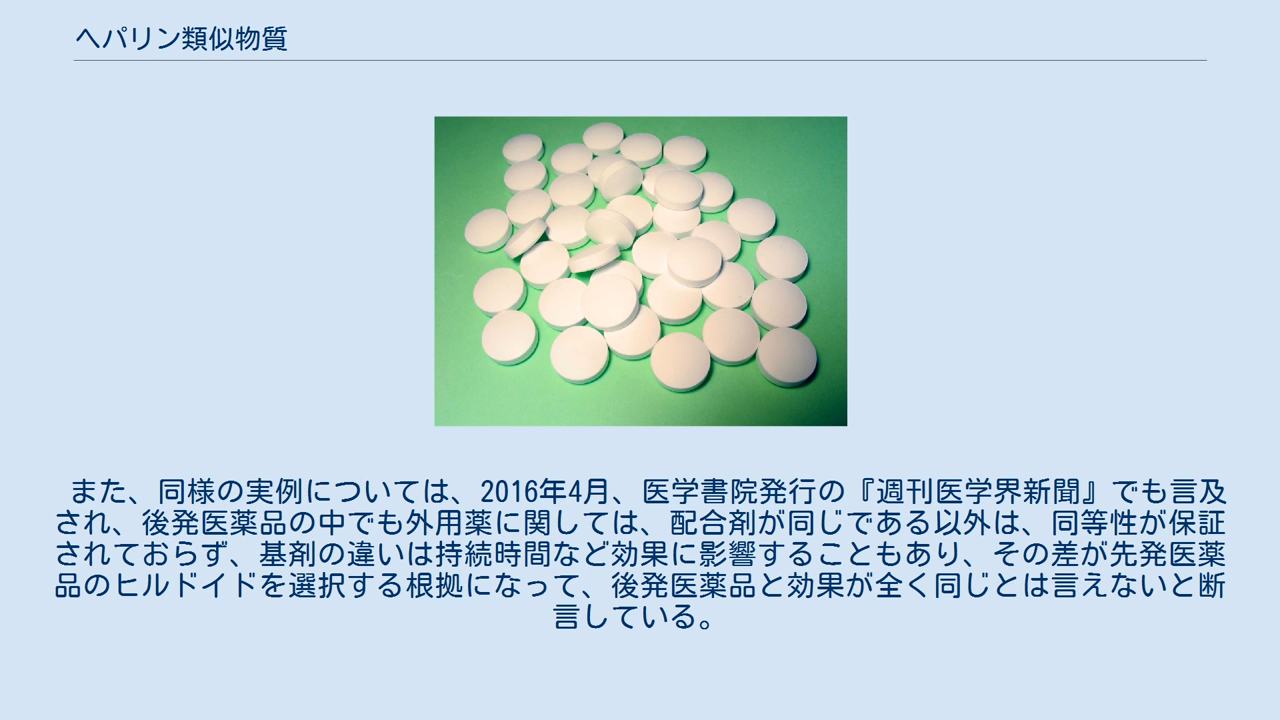 ヘパリン類似物質
また、同様の実例については、2016年4月、医学書院発行の『週刊医学界新聞』でも言及
され、後発医薬品の中でも外用薬に関しては、配合剤が同じである以外は、同等性が保証
されておらず、基剤の違いは持続時間など効果に影響することもあり、その差が先発医薬
品のヒルドイドを選択する根拠になって、後発医薬品と効果が全く同じとは言えないと断
言している。